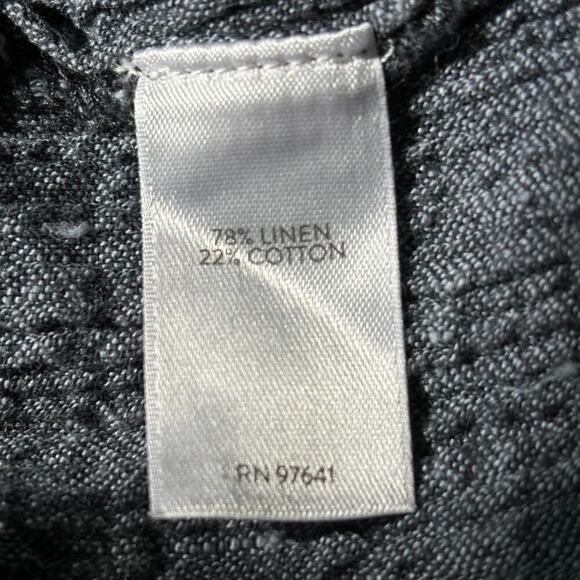 78% LINEN
22% COTTON
RN 97641